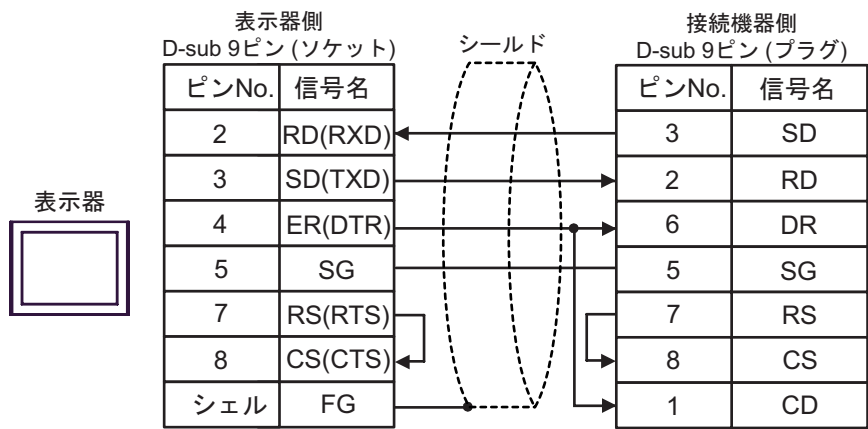 表示器側
D-sub 9ピン (ソケット)
シールド
接続機器側
D-sub 9ピン (プラグ)
表示器
ピンNo. 信号名
2 RD(RXD)
3 SD(TXD)
4 ER(DTR)
5 SG
7 RS(RTS)
8 CS(CTS)
シェル FG
ピンNo. 信号名
3 SD
2 RD
6 DR
5 SG
7 RS
8 CS
1 CD